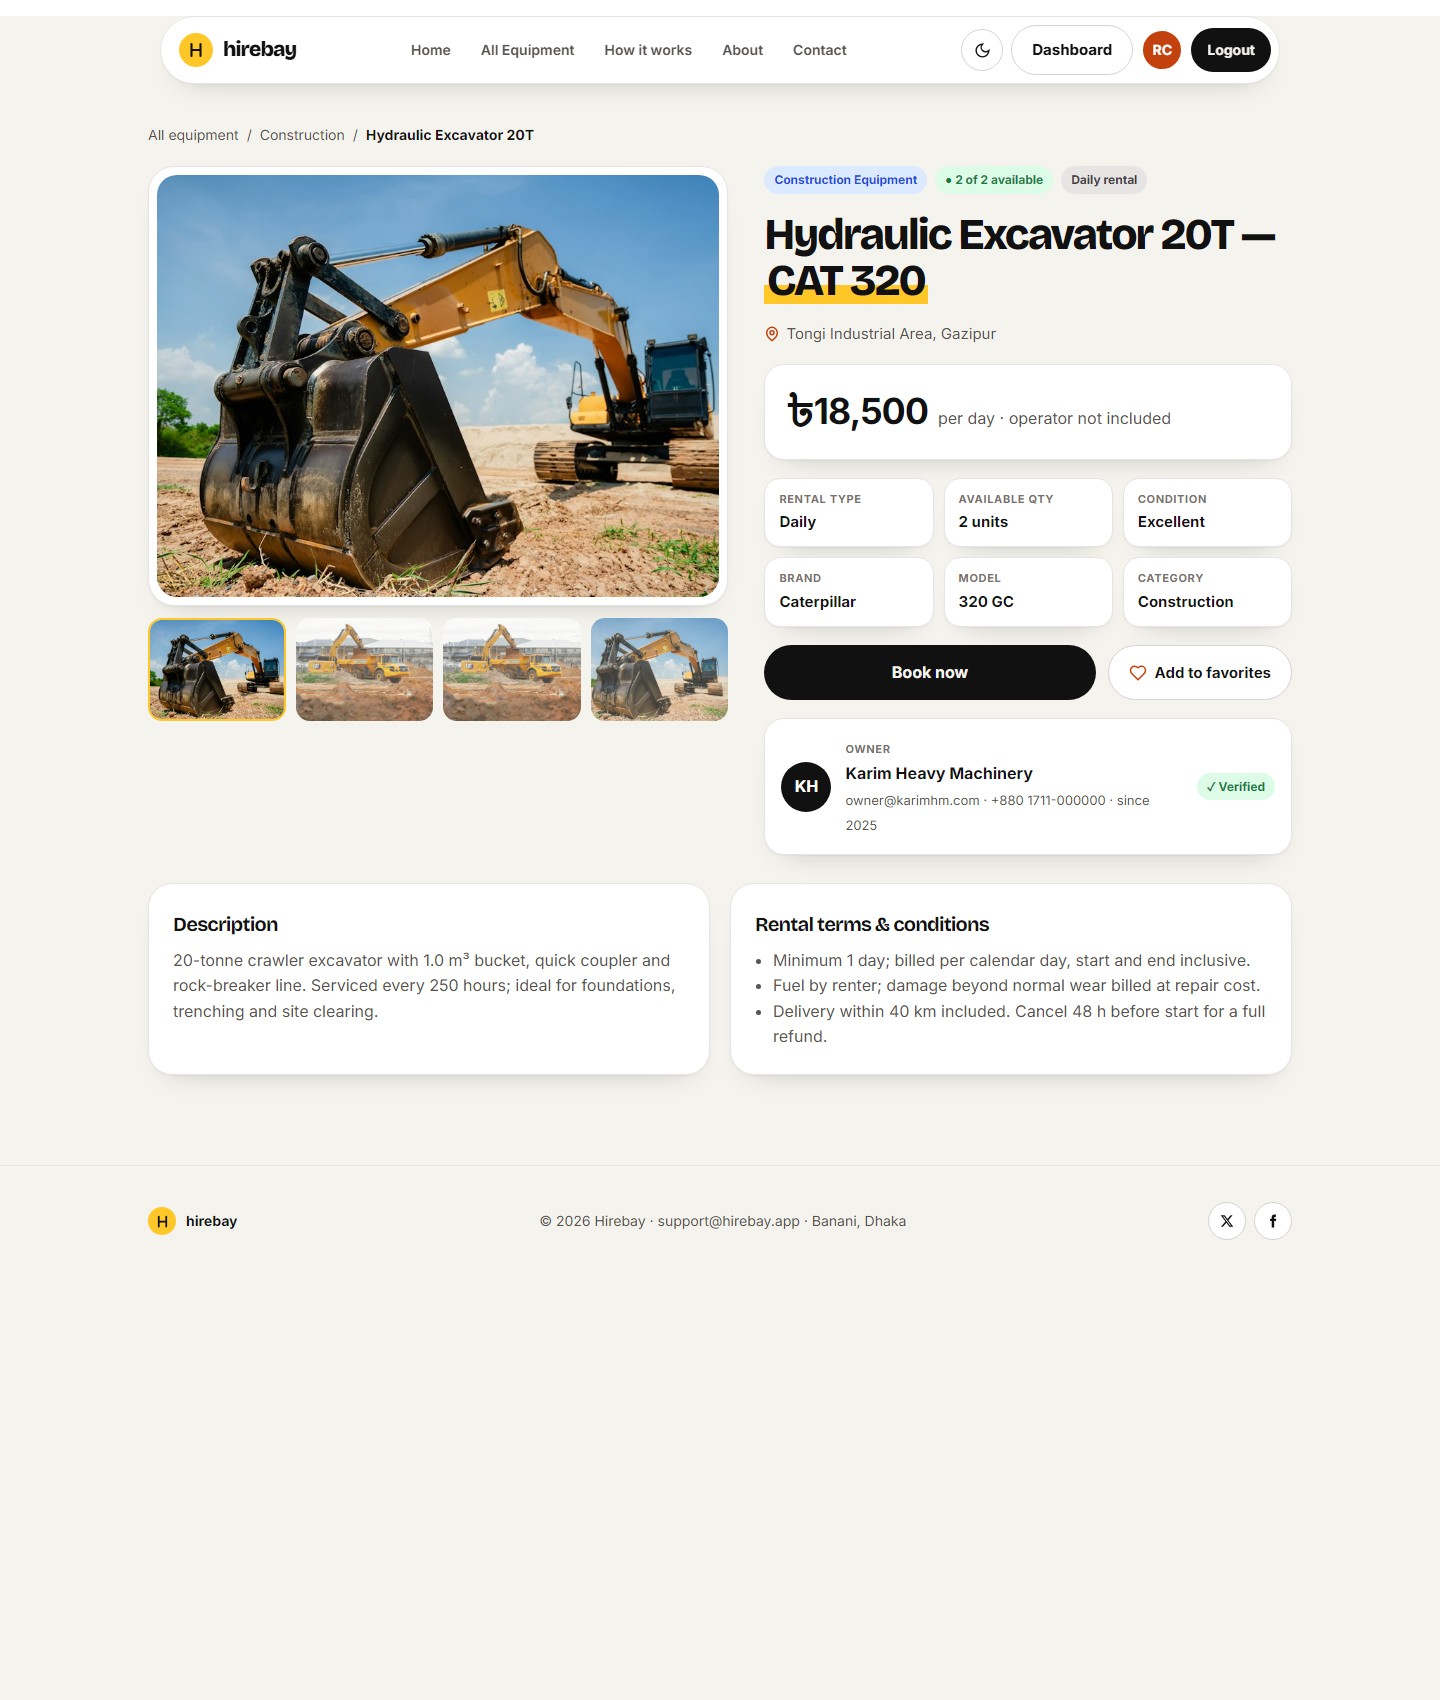 H hirebay Home All Equipment How it works About Contact Dashboard RC Logout
All equipment / Construction / Hydraulic Excavator 20T
Construction Equipment ● 2 of 2 available Daily rental
Hydraulic Excavator 20T —
CAT 320
Tongi Industrial Area, Gazipur
৳18,500 per day · operator not included
RENTAL TYPE
Daily
AVAILABLE QTY
2 units
CONDITION
Excellent
BRAND
Caterpillar
MODEL
320 GC
CATEGORY
Construction
Book now
Add to favorites
KH
OWNER
Karim Heavy Machinery
owner@karimhm.com · +880 1711-000000 · since
2025
✓ Verified
Description
20-tonne crawler excavator with 1.0 m³ bucket, quick coupler and
rock-breaker line. Serviced every 250 hours; ideal for foundations,
trenching and site clearing.
Rental terms & conditions
• Minimum 1 day; billed per calendar day, start and end inclusive.
• Fuel by renter; damage beyond normal wear billed at repair cost.
• Delivery within 40 km included. Cancel 48 h before start for a full
refund.
H hirebay
© 2026 Hirebay · support@hirebay.app · Banani, Dhaka
X f